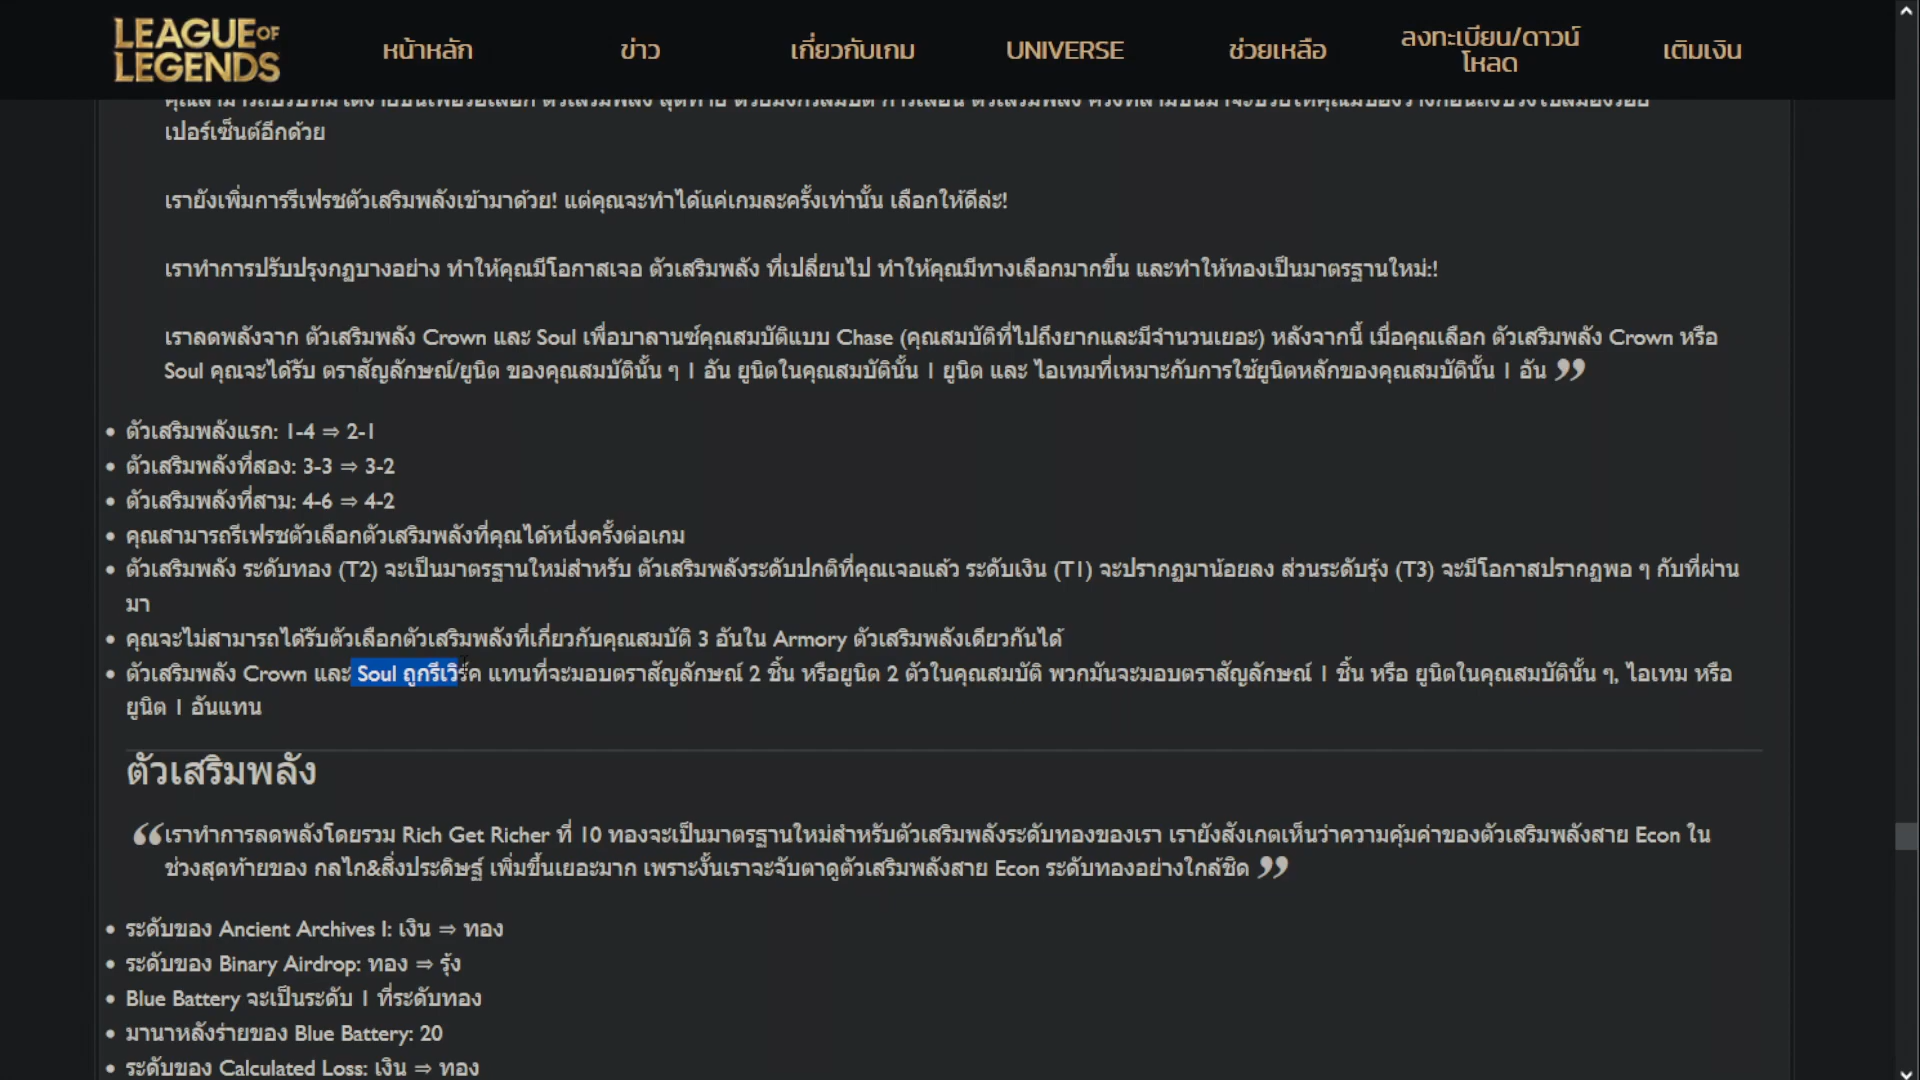 LEAGUE OF LEGENDS
หน้าหลัก
ข่าว
เกี่ยวกับเกม
UNIVERSE
ช่วยเหลือ
ลงทะเบียน/ดาวน์
โหลด
เติมเงิน
เปอร์เซ็นต์อีกด้วย
เรายังเพิ่มการรีเฟรชตัวเสริมพลังเข้ามาด้วย! แต่คุณจะทำได้แค่เกมละครั้งเท่านั้น เลือกให้ดีล่ะ!
เราทำการปรับปรุงกฏบางอย่าง ทำให้คุณมีโอกาสเจอ ตัวเสริมพลัง ที่เปลี่ยนไป ทำให้คุณมีทางเลือกมากขึ้น และทำให้ทองเป็นมาตรฐานใหม่:!
เราลดพลังจาก ตัวเสริมพลัง Crown และ Soul เพื่อบาลานซ์คุณสมบัติแบบ Chase (คุณสมบัติที่ไปถึงยากและมีจำนวนเยอะ) หลังจากนี้ เมื่อคุณเลือก ตัวเสริมพลัง Crown หรือ
Soul คุณจะได้รับ ตราสัญลักษณ์/ยูนิต ของคุณสมบัตินั้น ๆ 1 อัน ยูนิตในคุณสมบัตินั้น 1 ยูนิต และ ไอเทมที่เหมาะกับการใช้ยูนิตหลักของคุณสมบัตินั้น 1 อัน ”
• ตัวเสริมพลังแรก: 1-4 ⇒ 2-1
• ตัวเสริมพลังที่สอง: 3-3 ⇒ 3-2
• ตัวเสริมพลังที่สาม: 4-6 ⇒ 4-2
• คุณสามารถรีเฟรชตัวเลือกตัวเสริมพลังที่คุณได้หนึ่งครั้งต่อเกม
• ตัวเสริมพลัง ระดับทอง (T2) จะเป็นมาตรฐานใหม่สำหรับ ตัวเสริมพลังระดับปกติที่คุณเจอแล้ว ระดับเงิน (T1) จะปรากฏมาน้อยลง ส่วนระดับรุ้ง (T3) จะมีโอกาสปรากฏพอ ๆ กับที่ผ่าน
มา
• คุณจะไม่สามารถได้รับตัวเลือกตัวเสริมพลังที่เกี่ยวกับคุณสมบัติ 3 อันใน Armory ตัวเสริมพลังเดียวกันได้
• ตัวเสริมพลัง Crown และ Soul ถูกรีเวิร์ค แทนที่จะมอบตราสัญลักษณ์ 2 ชิ้น หรือยูนิต 2 ตัวในคุณสมบัติ พวกมันจะมอบตราสัญลักษณ์ 1 ชิ้น หรือ ยูนิตในคุณสมบัตินั้น ๆ, ไอเทม หรือ
ยูนิต 1 อันแทน
ตัวเสริมพลัง
“ เราทำการลดพลังโดยรวม Rich Get Richer ที่ 10 ทองจะเป็นมาตรฐานใหม่สำหรับตัวเสริมพลังระดับทองของเรา เรายังสังเกตเห็นว่าความคุ้มค่าของตัวเสริมพลังสาย Econ ใน
ช่วงสุดท้ายของ กลไก&สิ่งประดิษฐ์ เพิ่มขึ้นเยอะมาก เพราะงั้นเราจะจับตาดูตัวเสริมพลังสาย Econ ระดับทองอย่างใกล้ชิด ”
• ระดับของ Ancient Archives I: เงิน ⇒ ทอง
• ระดับของ Binary Airdrop: ทอง ⇒ รุ้ง
• Blue Battery จะเป็นระดับ 1 ที่ระดับทอง
• มานาหลังร่ายของ Blue Battery: 20
• ระดับของ Calculated Loss: เงิน ⇒ ทอง